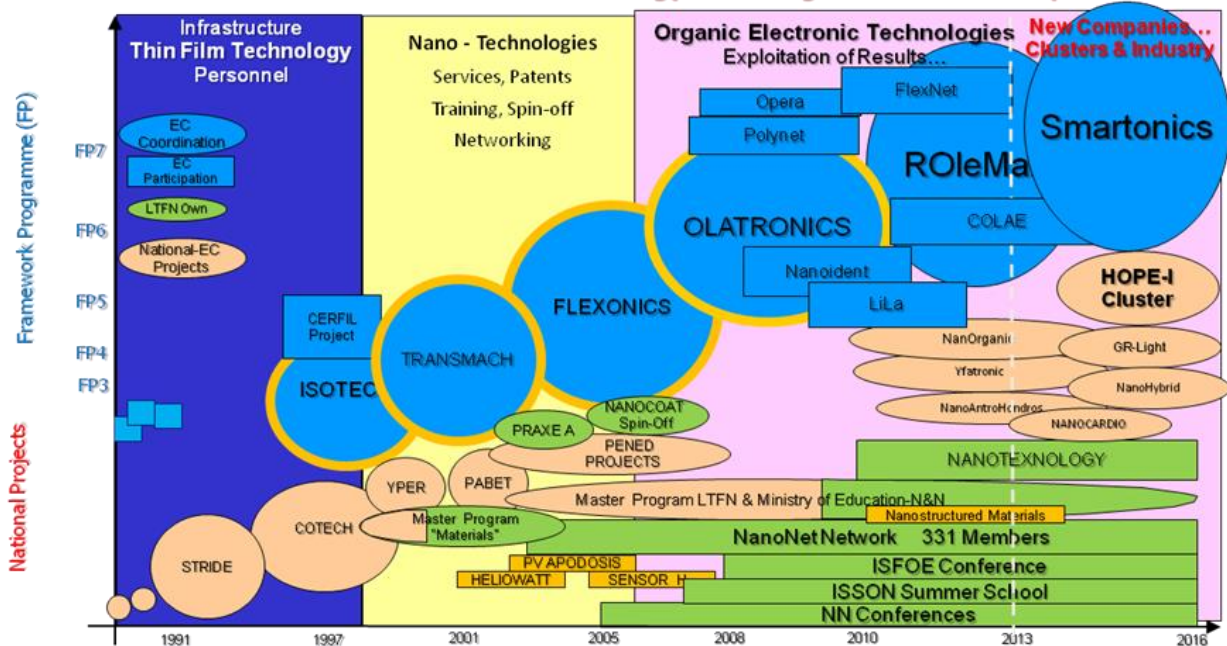 Infrastructure
Thin Film Technology
Personnel
Nano - Technologies
Services, Patents
Training, Spin-off
Networking
Organic Electronic Technologies
Exploitation of Results...
New Companies...
Clusters & Industry
Framework Programme (FP)
FP7
FP6
FP5
FP4
FP3
National Projects
EC
Coordination
EC
Participation
LTFN Own
National-EC
Projects
CERFIL
Project
ISOTEC
TRANSMACH
FLEXONICS
OLATRONICS
Opera
Polynet
FlexNet
ROleMa
Smartonics
COLAE
Nanoident
LiLa
HOPE-I
Cluster
NanOrganic
GR-Light
Yfatronic
NanoHybrid
NanoAntroHondros
NANOCARDIO
NANOCOAT
Spin-Off
PRAXE A
PENED
PROJECTS
NANOTEXNOLOGY
YPER
PABET
Master Program LTFN & Ministry of Education-N&N
COTECH
Master Program
"Materials"
Nanostructured Materials
NanoNet Network 331 Members
STRIDE
PV APODOSIS
HELIOWATT
SENSOR H
ISFOE Conference
ISSON Summer School
NN Conferences
1991
1997
2001
2005
2008
2010
2013
2016